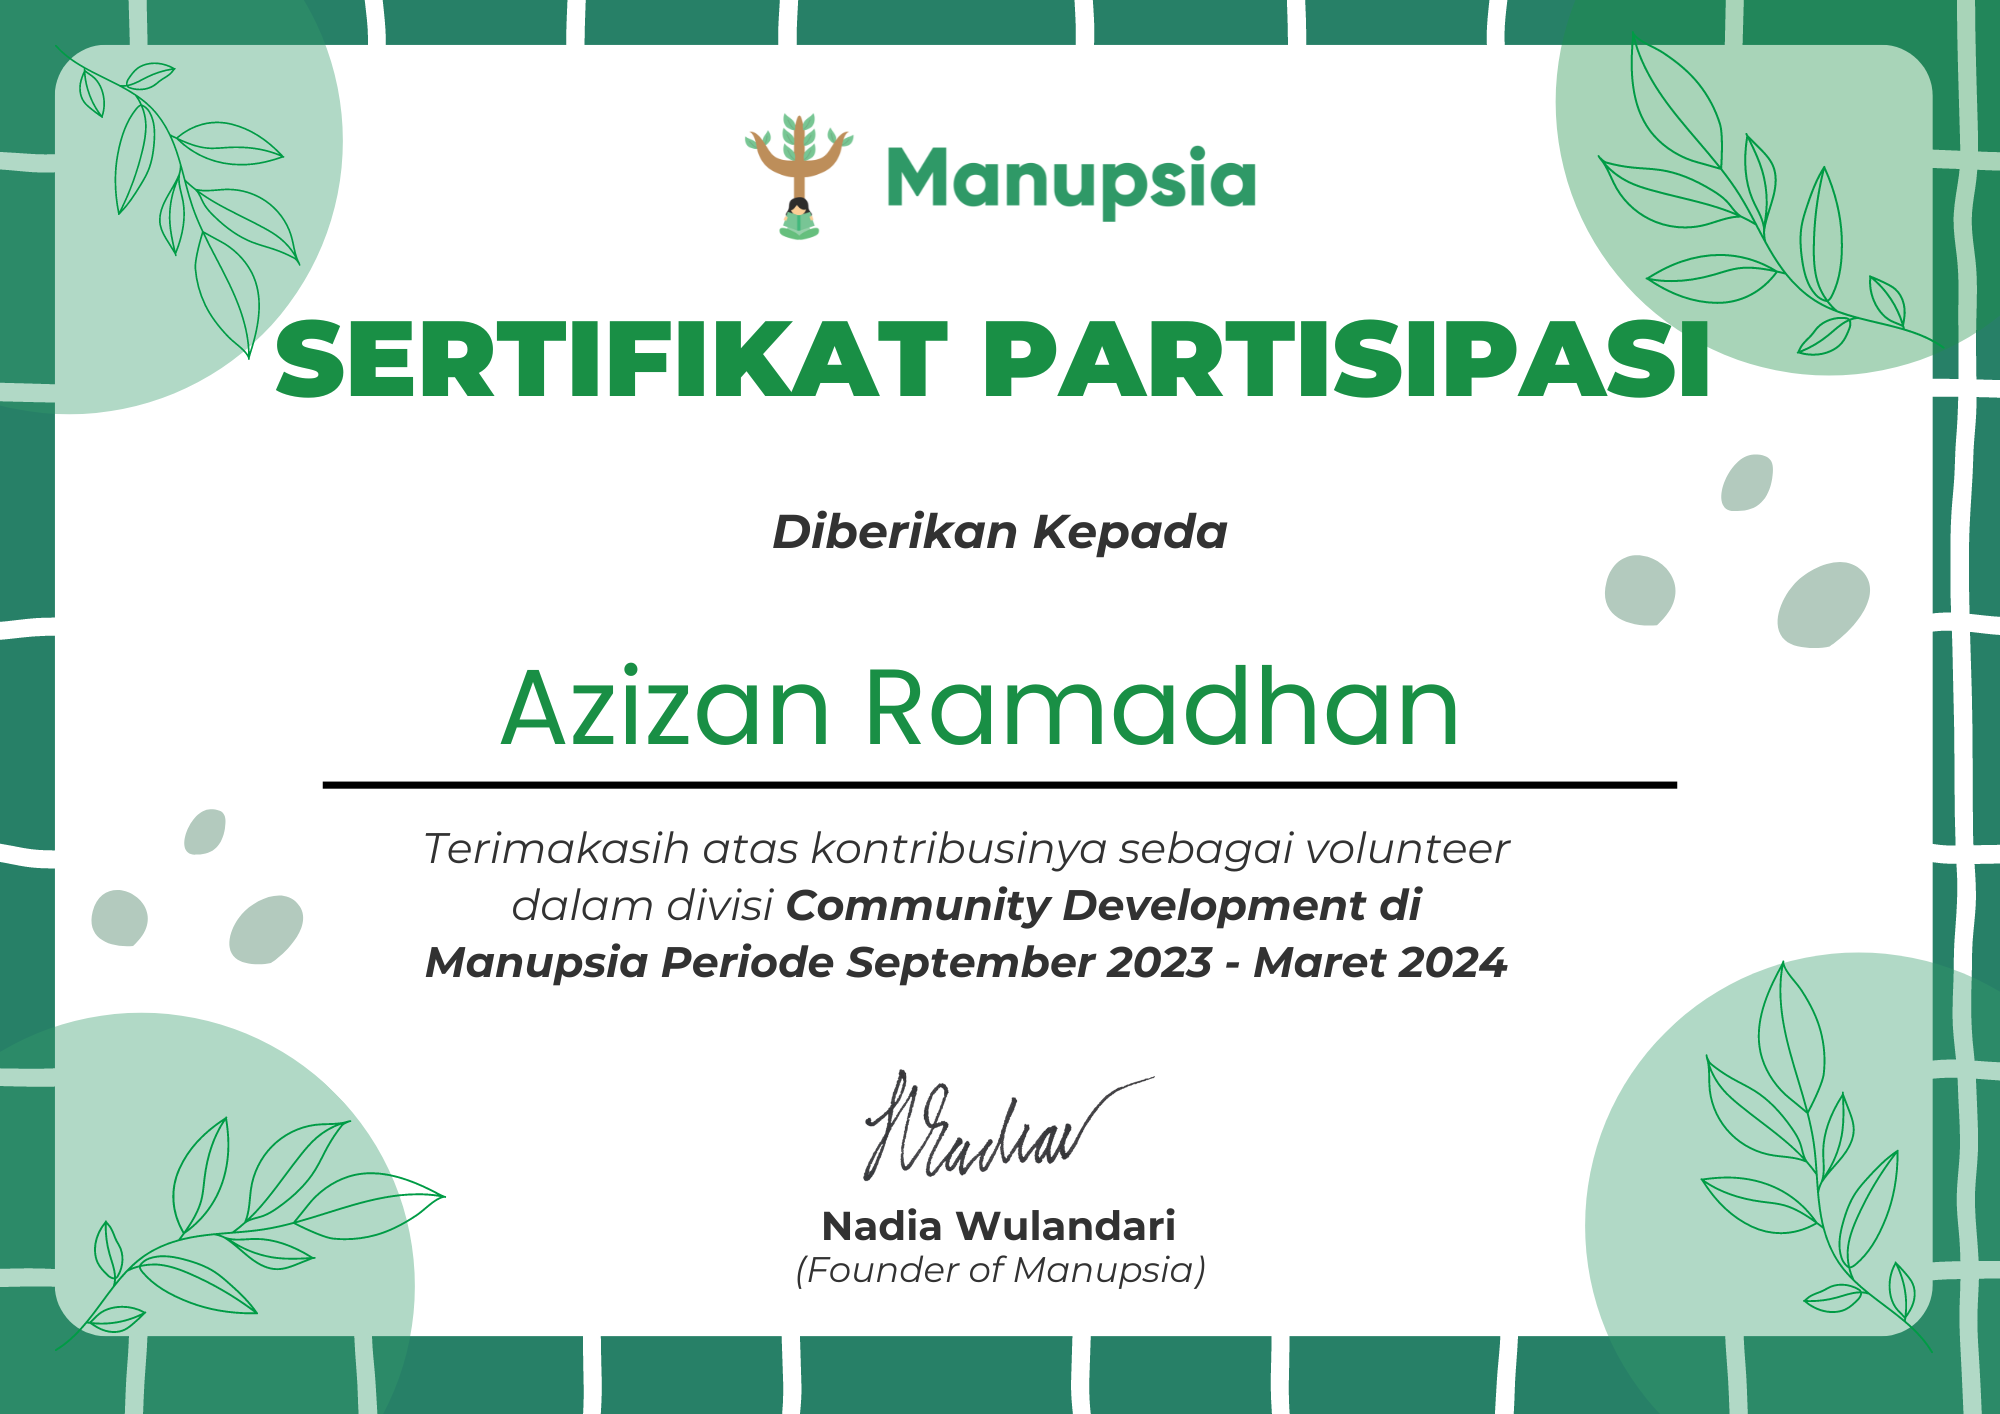 Manupsia
SERTIFIKAT PARTISIPASI
Diberikan Kepada
Azizan Ramadhan
Terimakasih atas kontribusinya sebagai volunteer
dalam divisi Community Development di
Manupsia Periode September 2023 - Maret 2024
Nadia Wulandari
(Founder of Manupsia)